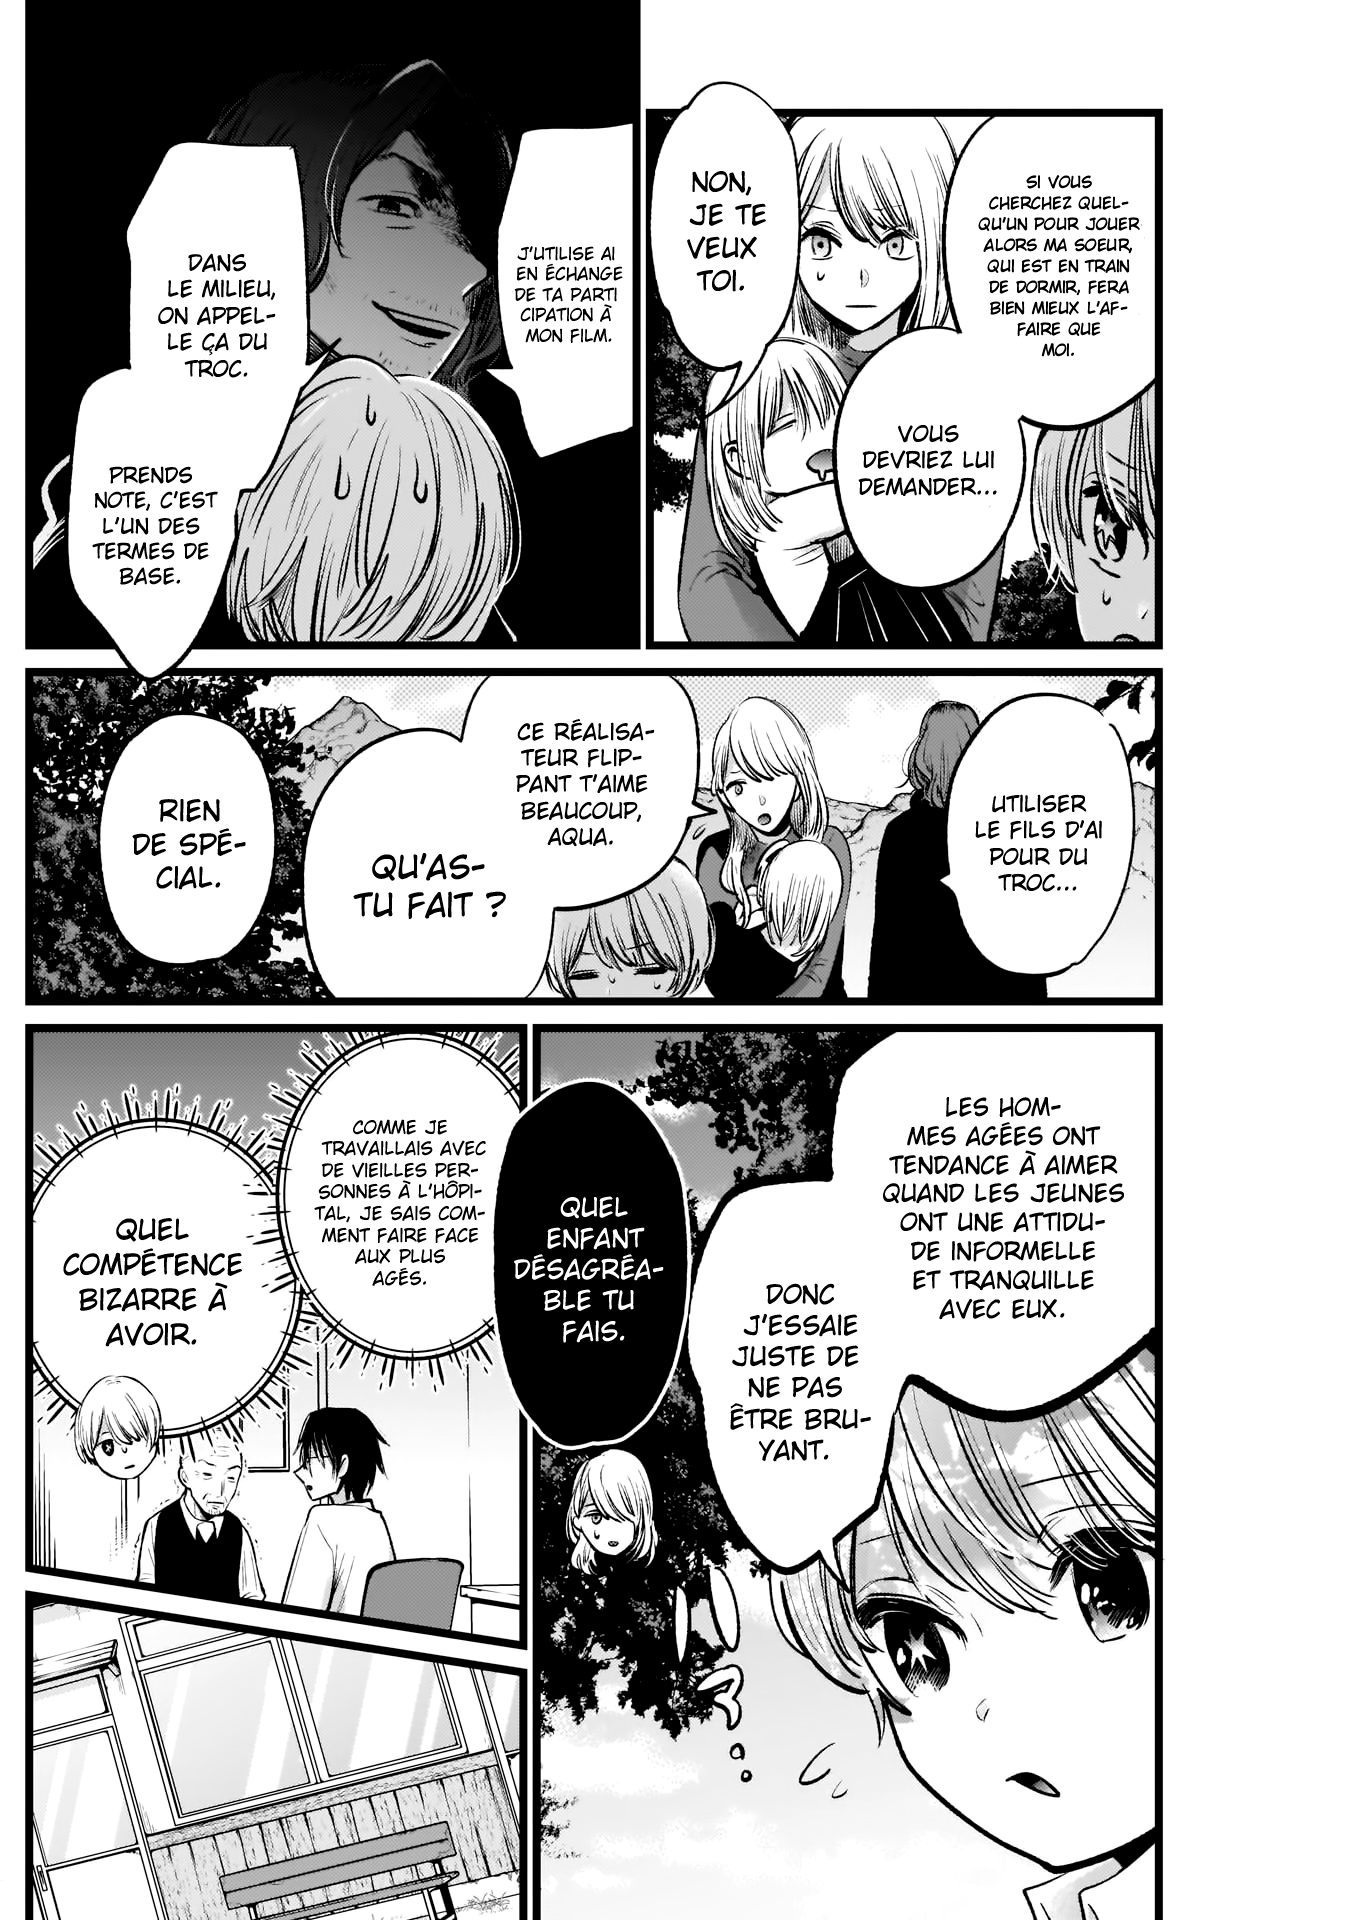 SI VOUS
CHERCHEZ QUEL-
QU'UN POUR JOUER
ALORS MA SOEUR,
QUI EST EN TRAIN
DE DORMIR, FERA
BIEN MIEUX L'AF-
FAIRE QUE
MOI.
VOUS
DEVRIEZ LUI
DEMANDER...
NON,
JE TE
VEUX
TOI.
J'UTILISE AI
EN ÉCHANGE
DE TA PARTI
CIPATION À
MON FILM.
DANS
LE MILIEU,
ON APPEL-
LE ÇA DU
TROC.
PRENDS
NOTE, C'EST
L'UN DES
TERMES DE
BASE.
UTILISER
LE FILS D'AI
POUR DU
TROC...
CE RÉALISA-
TEUR FLIP-
PANT T'AIME
BEAUCOUP,
AQUA.
QU'AS-
TU FAIT ?
RIEN
DE SPÉ-
CIAL.
LES HOM-
MES AGÉES ONT
TENDANCE À AIMER
QUAND LES JEUNES
ONT UNE ATTIDU-
DE INFORMELLE
ET TRANQUILLE
AVEC EUX.
DONC
J'ESSAIE
JUSTE DE
NE PAS
ÊTRE BRU-
YANT.
QUEL
ENFANT
DÉSAGRÉA-
BLE TU
FAIS.
COMME JE
TRAVAILLAIS AVEC
DE VIEILLES PER-
SONNES À L'HÔPI-
TAL, JE SAIS COM-
MENT FAIRE FACE
AUX PLUS
AGÉS.
QUEL
COMPÉTENCE
BIZARRE À
AVOIR.